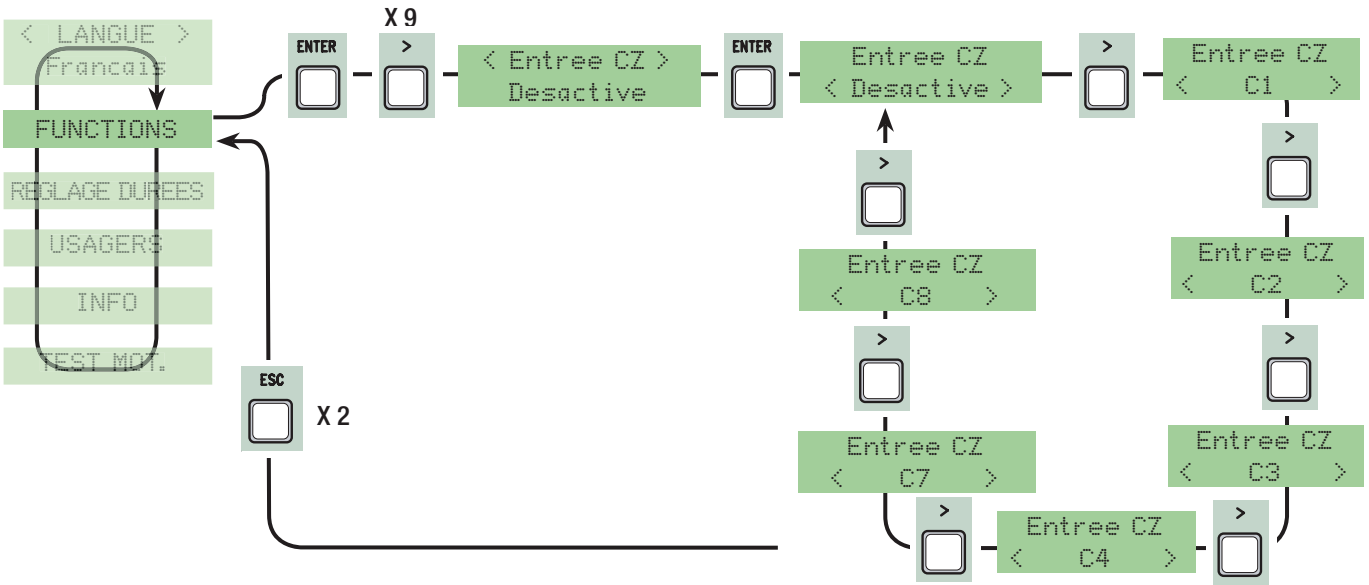 X 9
< LANGUE >
Francais
FUNCTIONS
REGLAGE DUREES
USAGERS
INFO
TEST MOT.
ENTER
>
< Entree CZ >
Desactive
ENTER
Entree CZ
< Desactive >
>
Entree CZ
< C1 >
>
Entree CZ
< C2 >
>
Entree CZ
< C3 >
>
Entree CZ
< C4 >
>
Entree CZ
< C7 >
>
Entree CZ
< C8 >
>
ESC
X 2